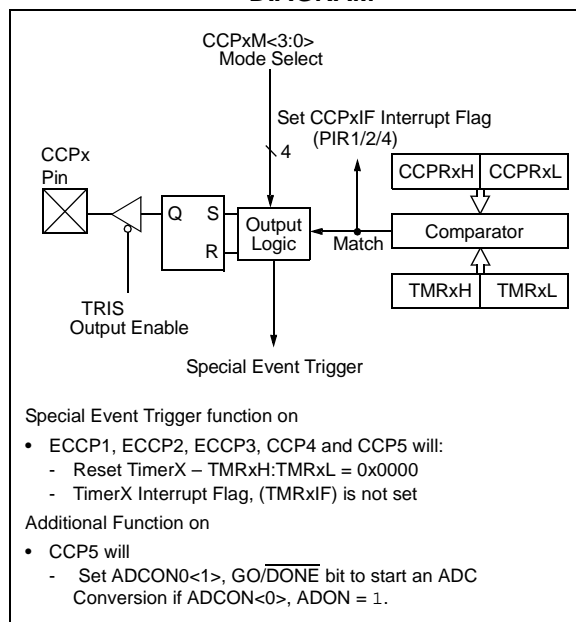 DIAGRAM
CCPxM<3:0>
Mode Select
Set CCPxIF Interrupt Flag
(PIR1/2/4)
4
CCPx
Pin
CCPRxH CCPRxL
Q S
R
Output
Logic
Match
Comparator
TMRxH TMRxL
TRIS
Output Enable
Special Event Trigger
Special Event Trigger function on
• ECCP1, ECCP2, ECCP3, CCP4 and CCP5 will:
- Reset TimerX – TMRxH:TMRxL = 0x0000
- TimerX Interrupt Flag, (TMRxIF) is not set
Additional Function on
• CCP5 will
- Set ADCON0<1>, GO/DONE bit to start an ADC
Conversion if ADCON<0>, ADON = 1.